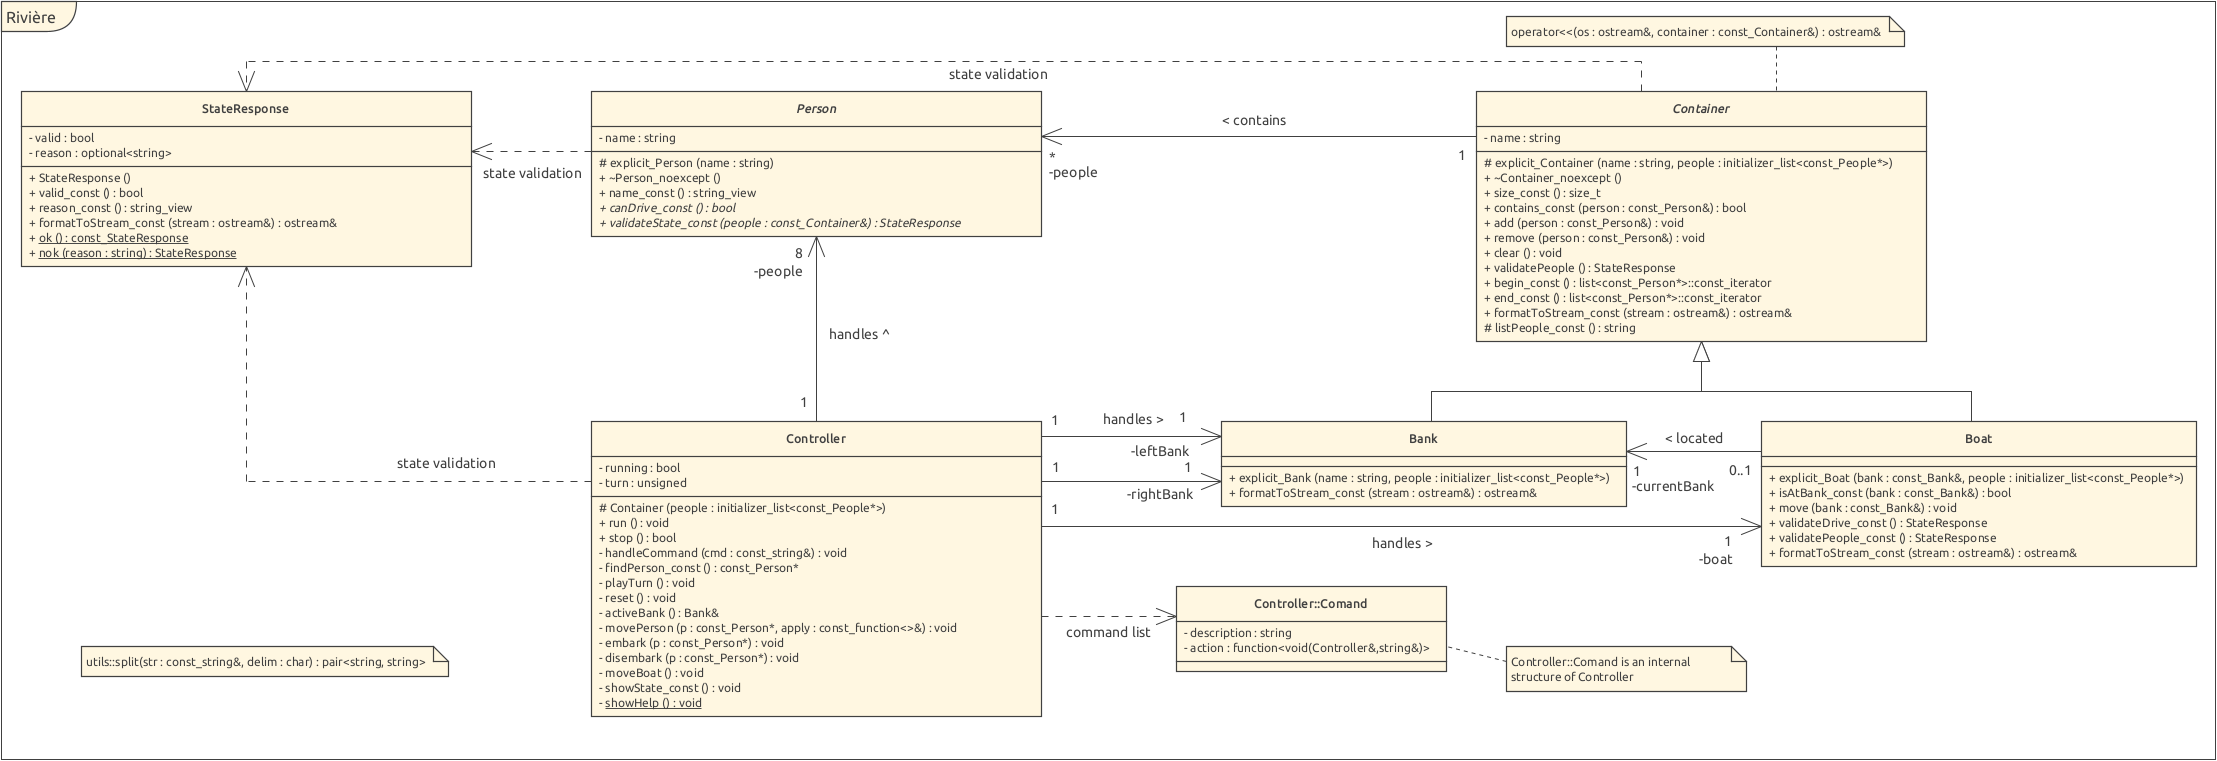 Rivière
operator<<(os : ostream&, container : const_Container&) : ostream&
state validation
StateResponse
- valid : bool
- reason : optional<string>
+ StateResponse ()
+ valid_const () : bool
+ reason_const () : string_view
+ formatToStream_const (stream : ostream&) : ostream&
+ ok () : const_StateResponse
+ nok (reason : string) : StateResponse
state validation
Person
- name : string
# explicit_Person (name : string)
+ ~Person_noexcept ()
+ name_const () : string_view
+ canDrive_const () : bool
+ validateState_const (people : const_Container&) : StateResponse
< contains
*
-people
1
Container
- name : string
# explicit_Container (name : string, people : initializer_list<const_People*>)
+ ~Container_noexcept ()
+ size_const () : size_t
+ contains_const (person : const_Person&) : bool
+ add (person : const_Person&) : void
+ remove (person : const_Person&) : void
+ clear () : void
+ validatePeople () : StateResponse
+ begin_const () : list<const_Person*>::const_iterator
+ end_const () : list<const_Person*>::const_iterator
+ formatToStream_const (stream : ostream&) : ostream&
# listPeople_const () : string
8
-people
handles ^
1
state validation
Controller
- running : bool
- turn : unsigned
# Container (people : initializer_list<const_People*>)
+ run () : void
+ stop () : bool
- handleCommand (cmd : const_string&) : void
- findPerson_const () : const_Person*
- playTurn () : void
- reset () : void
- activeBank () : Bank&
- movePerson (p : const_Person*, apply : const_function<>&) : void
- embark (p : const_Person*) : void
- disembark (p : const_Person*) : void
- moveBoat () : void
- showState_const () : void
- showHelp () : void
1
handles >
1
-leftBank
1
1
-rightBank
1
handles >
1
-boat
Bank
+ explicit_Bank (name : string, people : initializer_list<const_People*>)
+ formatToStream_const (stream : ostream&) : ostream&
< located
1
0..1
-currentBank
Boat
+ explicit_Boat (bank : const_Bank&, people : initializer_list<const_People*>)
+ isAtBank_const (bank : const_Bank&) : bool
+ move (bank : const_Bank&) : void
+ validateDrive_const () : StateResponse
+ validatePeople_const () : StateResponse
+ formatToStream_const (stream : ostream&) : ostream&
command list
Controller::Comand
- description : string
- action : function<void(Controller&,string&)>
Controller::Comand is an internal
structure of Controller
utils::split(str : const_string&, delim : char) : pair<string, string>